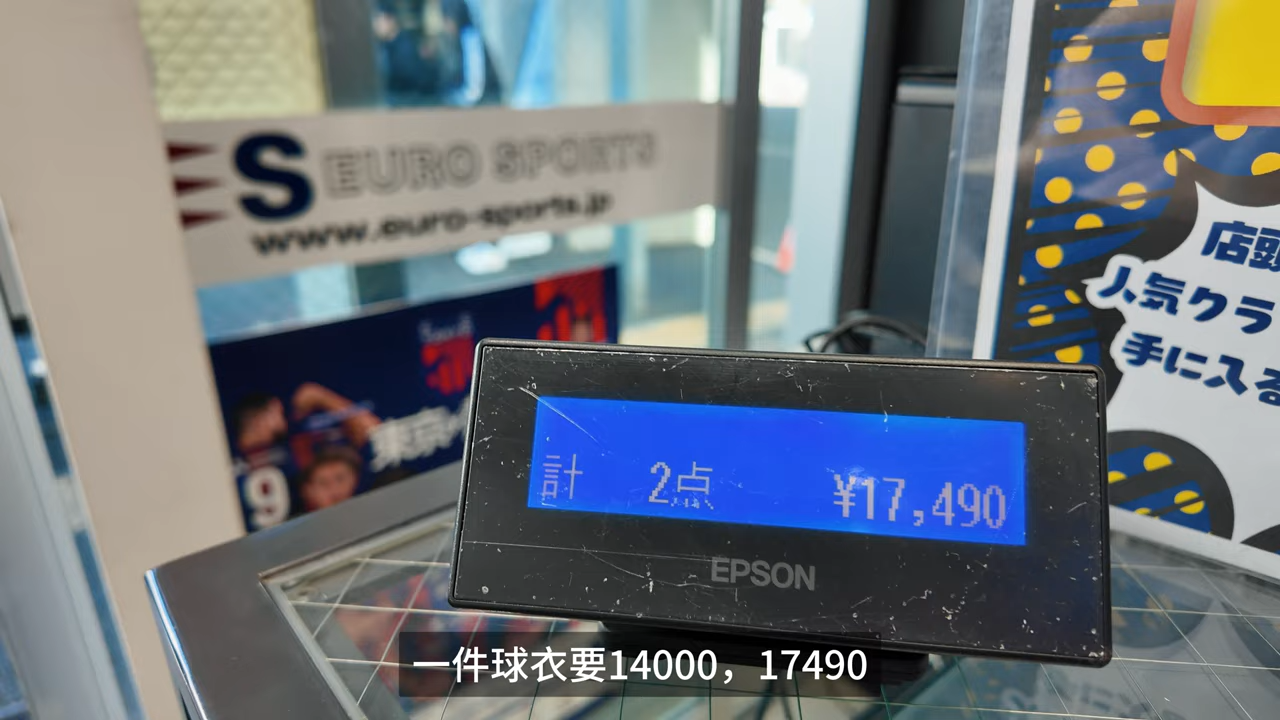 S EURO SPORTS
www.euro-sports.jp
店頭
人気クラ
手に入る
東京
9
計 2点 ¥17,490
EPSON
一件球衣要14000，17490